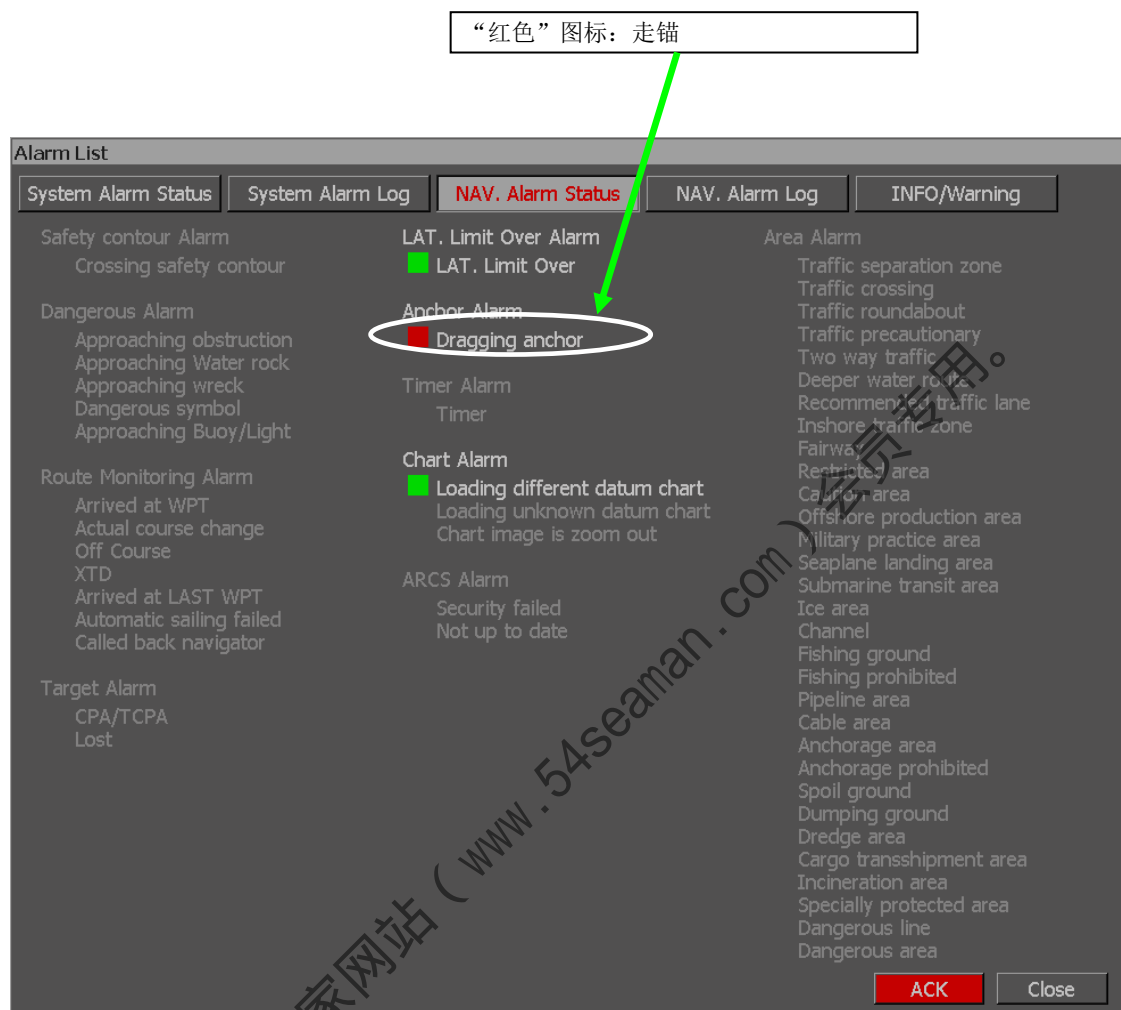 “红色”图标：走锚
Alarm List
System Alarm Status
System Alarm Log
NAV. Alarm Status
NAV. Alarm Log
INFO/Warning
Safety contour Alarm
Crossing safety contour
Dangerous Alarm
Approaching obstruction
Approaching Water rock
Approaching wreck
Dangerous symbol
Approaching Buoy/Light
Route Monitoring Alarm
Arrived at WPT
Actual course change
Off Course
XTD
Arrived at LAST WPT
Automatic sailing failed
Called back navigator
Target Alarm
CPA/TCPA
Lost
LAT. Limit Over Alarm
LAT. Limit Over
Anchor Alarm
Dragging anchor
Timer Alarm
Timer
Chart Alarm
Loading different datum chart
Loading unknown datum chart
Chart image is zoom out
ARCS Alarm
Security failed
Not up to date
Area Alarm
Traffic separation zone
Traffic crossing
Traffic roundabout
Traffic precautionary
Two way traffic
Deeper water route
Recommended traffic lane
Inshore traffic zone
Fairway
Restricted area
Caution area
Offshore production area
Military practice area
Seaplane landing area
Submarine transit area
Ice area
Channel
Fishing ground
Fishing prohibited
Pipeline area
Cable area
Anchorage area
Anchorage prohibited
Spoil ground
Dumping ground
Dredge area
Cargo transshipment area
Incineration area
Specially protected area
Dangerous line
Dangerous area
ACK
Close
家网站（www.54seaman.com）会员专用。